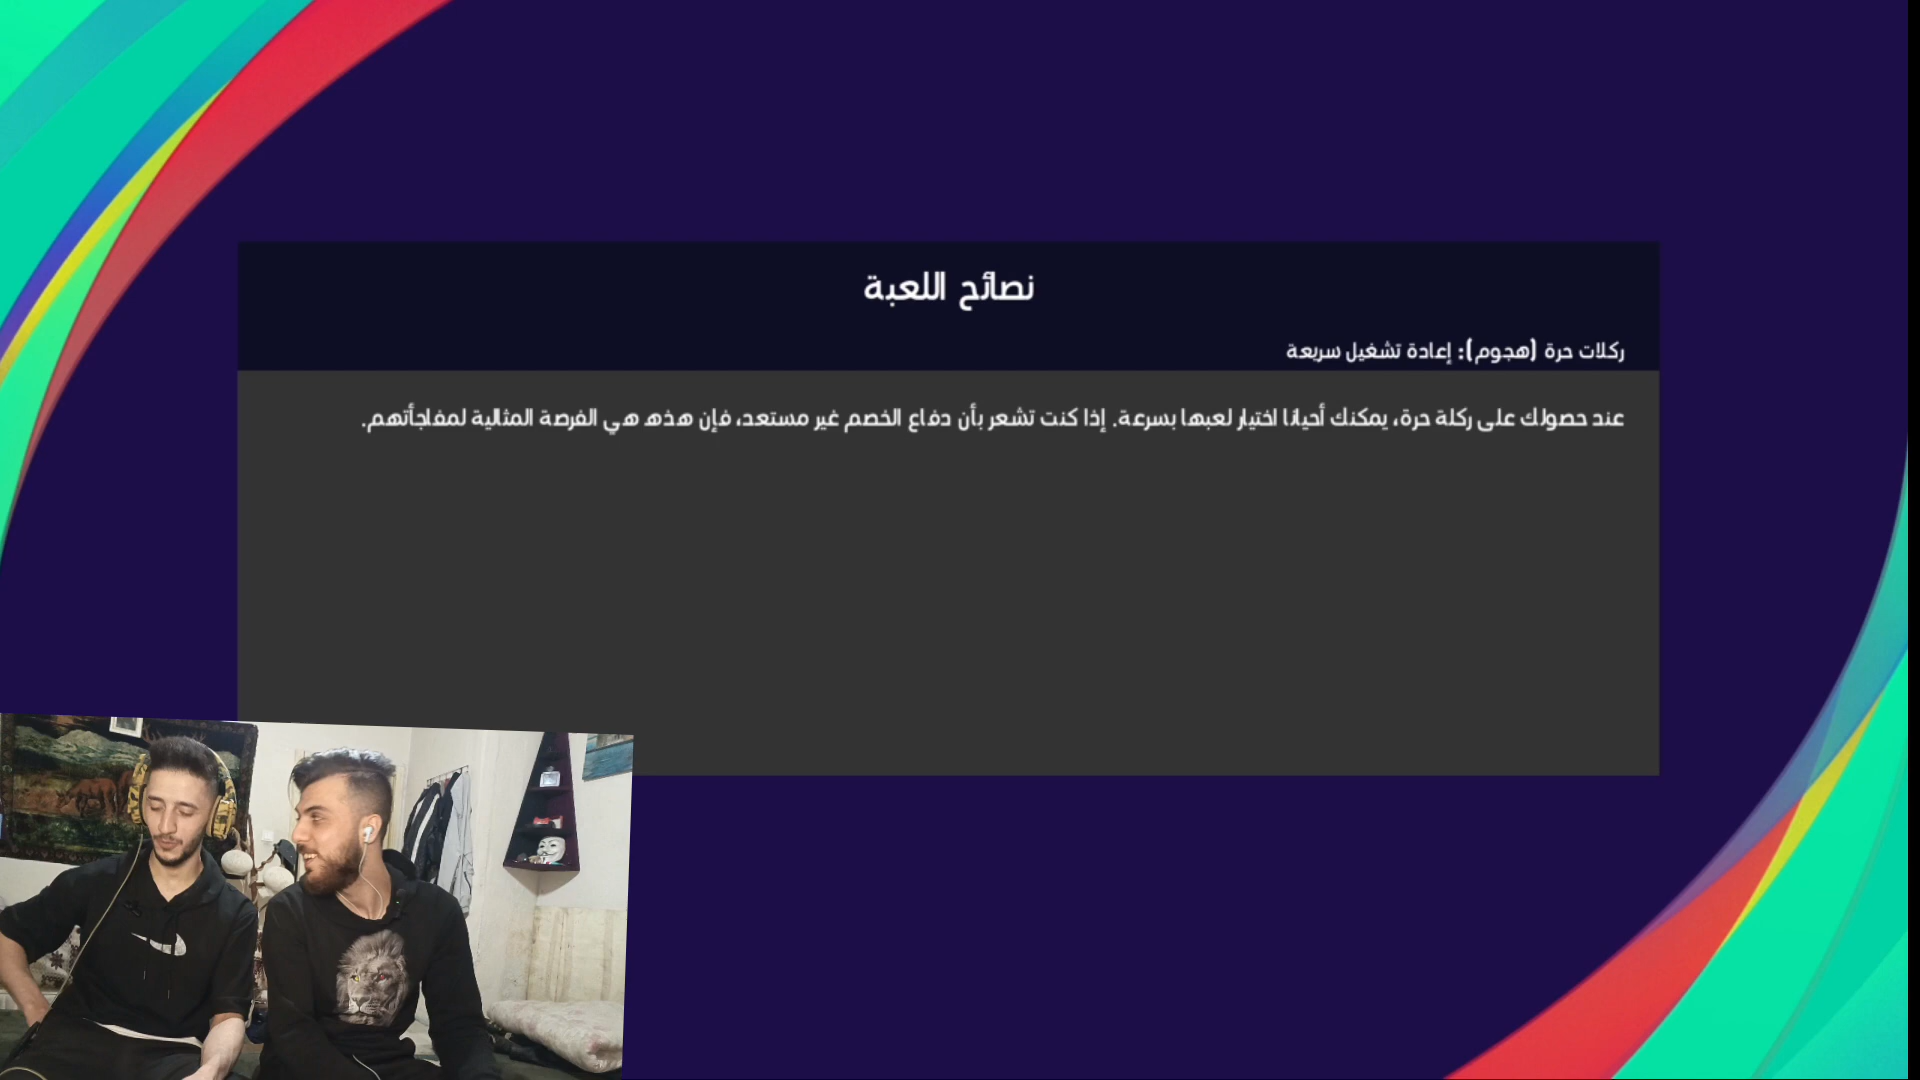 نصائح اللعبة
ركلات حرة (هجوم): إعادة تشغيل سريعة
عند حصولك على ركلة حرة، يمكنك أحيانا اختيار لعبها بسرعة. إذا كنت تشعر بأن دفاع الخصم غير مستعد، فإن هذه هي الفرصة المثالية لمفاجأتهم.